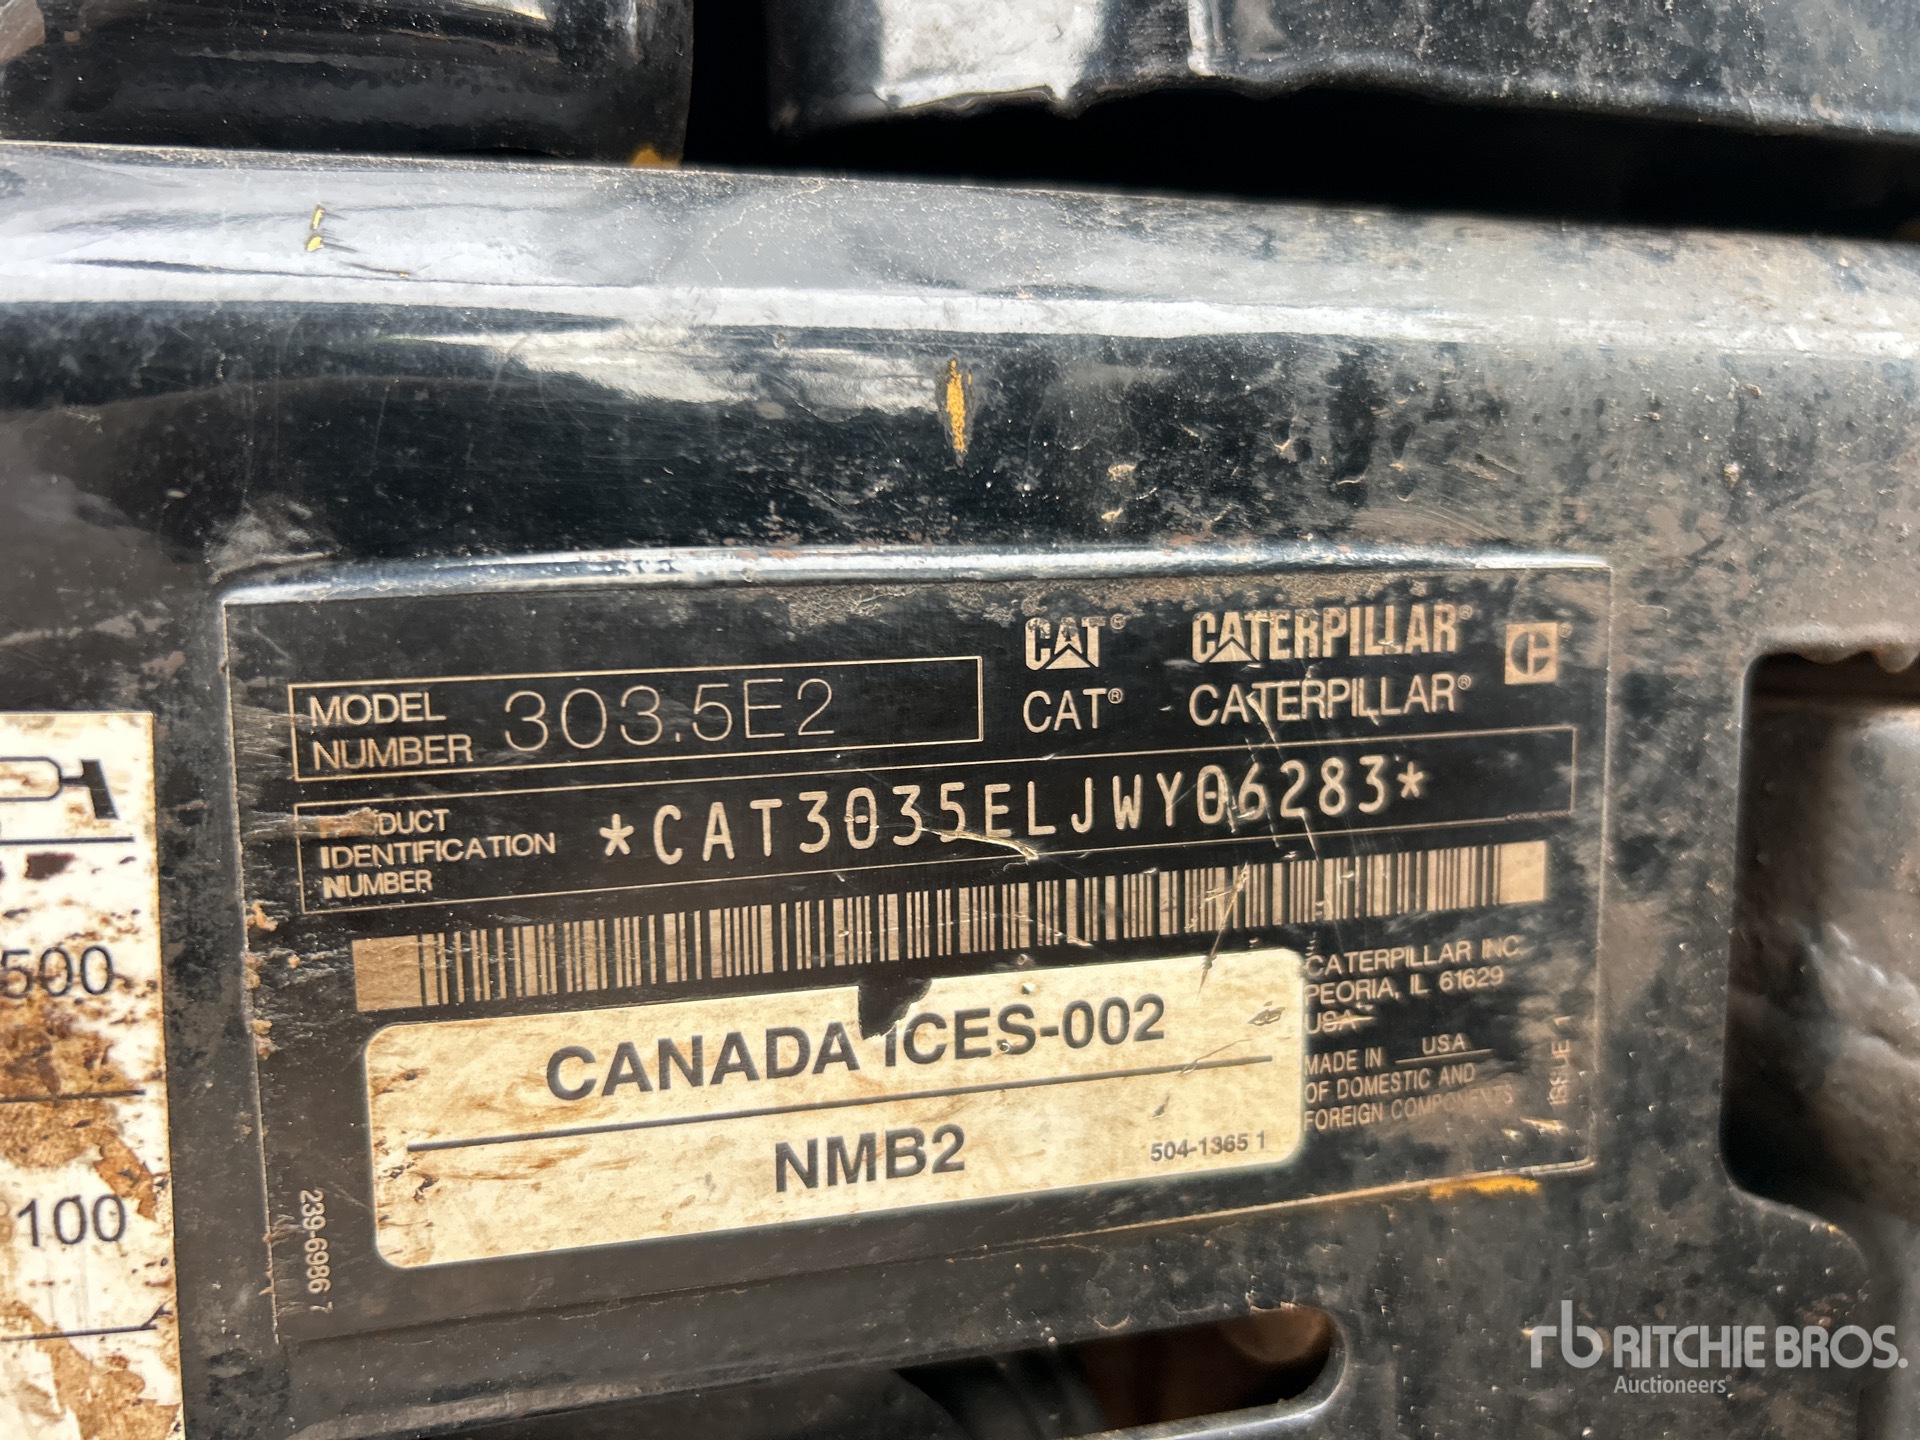 CAT® CATERPILLAR®
CAT® CATERPILLAR®
MODEL NUMBER 303.5E2
PRODUCT IDENTIFICATION NUMBER *CAT3035ELJWY06283*
CANADA ICES-002
NMB2
504-1365 1
CATERPILLAR INC.
PEORIA, IL 61629
USA
MADE IN USA
OF DOMESTIC AND
FOREIGN COMPONENTS
ISSUE 1
239-6986 7
500
100
rb RITCHIE BROS.
Auctioneers